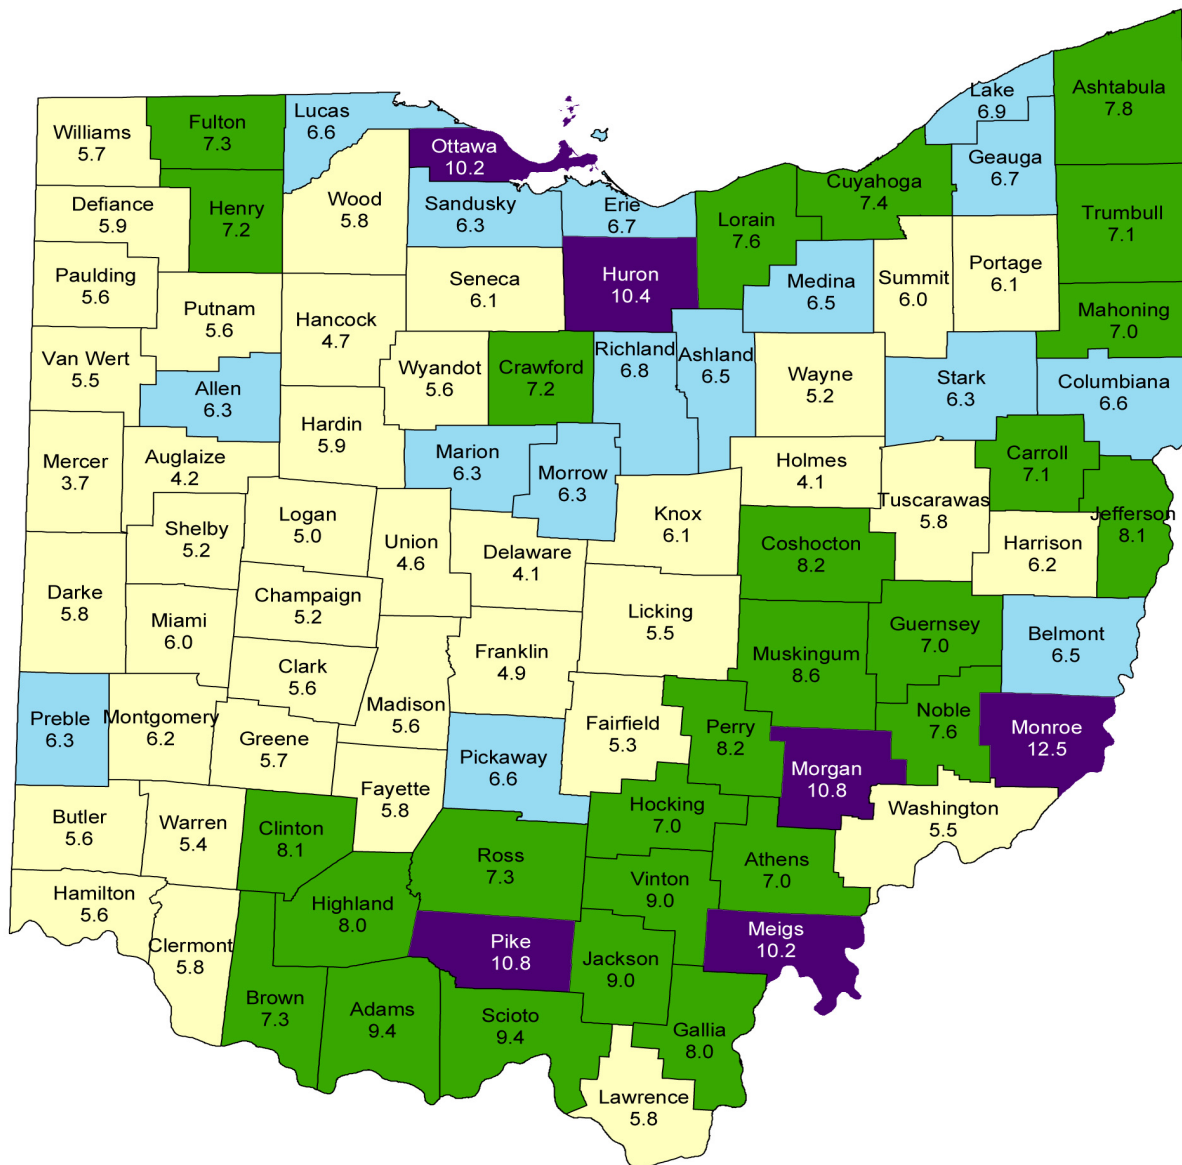 Williams
5.7
Fulton
7.3
Lucas
6.6
Ottawa
10.2
Lake
6.9
Ashtabula
7.8
Geauga
6.7
Defiance
5.9
Henry
7.2
Wood
5.8
Sandusky
6.3
Erie
6.7
Lorain
7.6
Cuyahoga
7.4
Trumbull
7.1
Paulding
5.6
Putnam
5.6
Hancock
4.7
Seneca
6.1
Huron
10.4
Medina
6.5
Summit
6.0
Portage
6.1
Mahoning
7.0
Van Wert
5.5
Allen
6.3
Wyandot
5.6
Crawford
7.2
Richland
6.8
Ashland
6.5
Wayne
5.2
Stark
6.3
Columbiana
6.6
Mercer
3.7
Auglaize
4.2
Hardin
5.9
Marion
6.3
Morrow
6.3
Holmes
4.1
Tuscarawas
5.8
Carroll
7.1
Jefferson
8.1
Shelby
5.2
Logan
5.0
Union
4.6
Delaware
4.1
Knox
6.1
Coshocton
8.2
Harrison
6.2
Darke
5.8
Miami
6.0
Champaign
5.2
Clark
5.6
Franklin
4.9
Licking
5.5
Muskingum
8.6
Guernsey
7.0
Belmont
6.5
Preble
6.3
Montgomery
6.2
Greene
5.7
Madison
5.6
Pickaway
6.6
Fairfield
5.3
Perry
8.2
Morgan
10.8
Noble
7.6
Monroe
12.5
Butler
5.6
Warren
5.4
Clinton
8.1
Fayette
5.8
Ross
7.3
Hocking
7.0
Athens
7.0
Washington
5.5
Hamilton
5.6
Clermont
5.8
Highland
8.0
Pike
10.8
Vinton
9.0
Meigs
10.2
Brown
7.3
Adams
9.4
Scioto
9.4
Jackson
9.0
Gallia
8.0
Lawrence
5.8